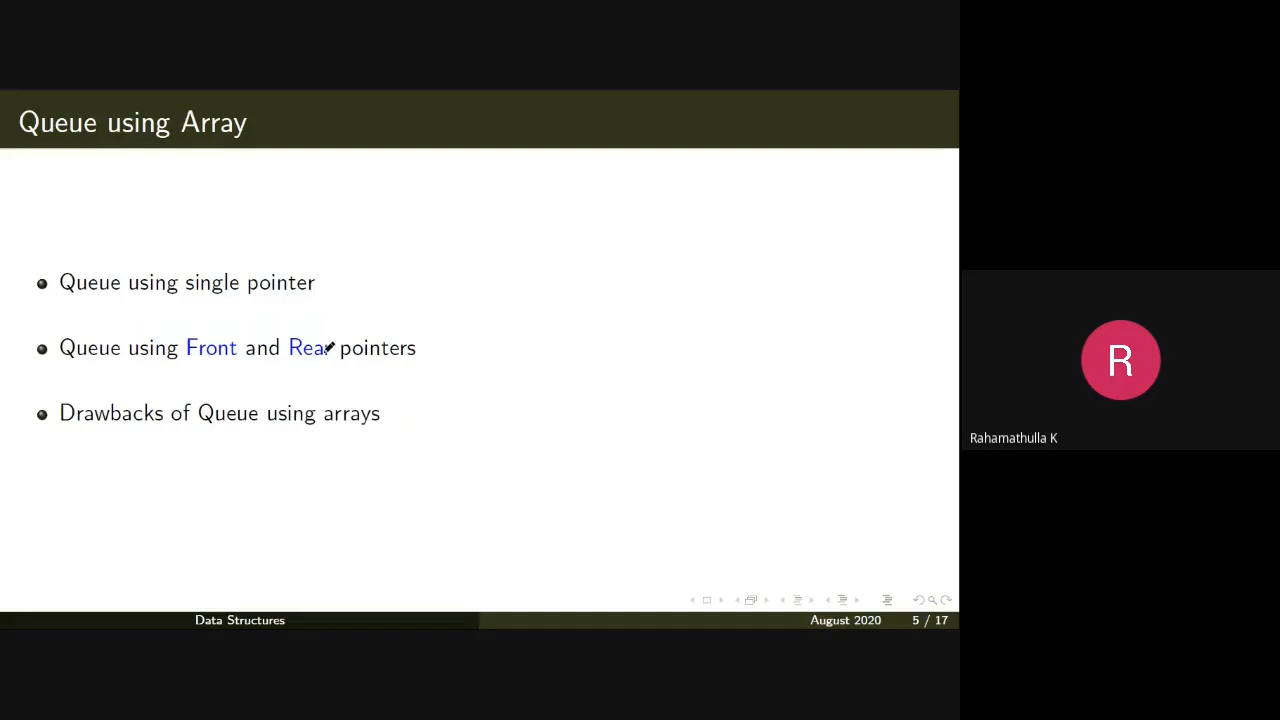 Queue using Array
Queue using single pointer
Queue using Front and Rear pointers
Drawbacks of Queue using arrays
Data Structures
August 2020
5 / 17
R
Rahamathulla K